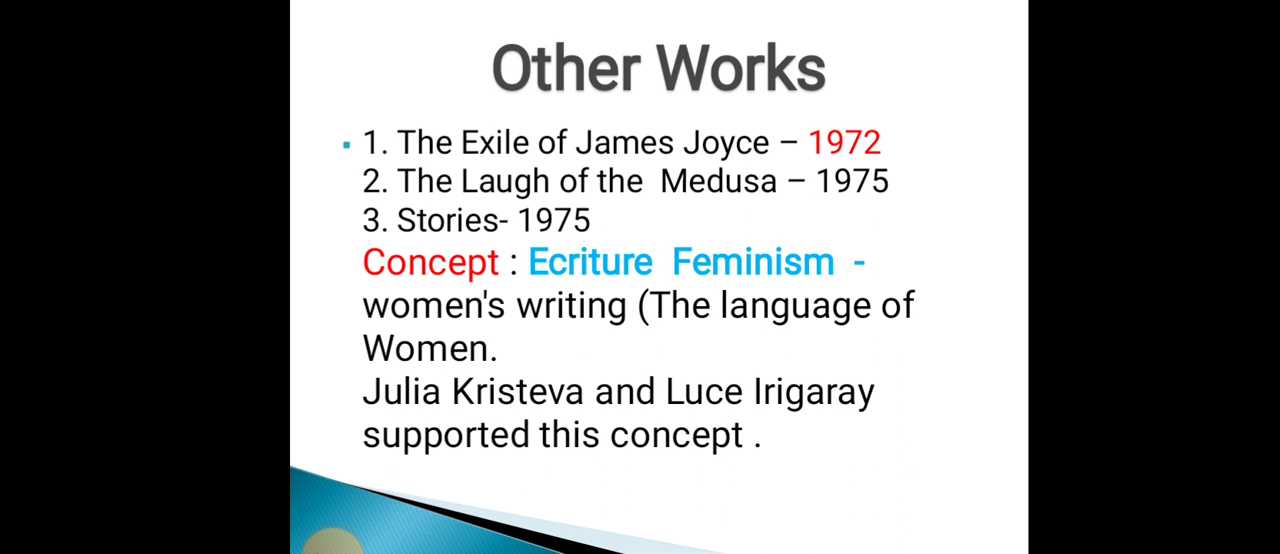 Other Works
1. The Exile of James Joyce – 1972
2. The Laugh of the  Medusa – 1975
3. Stories- 1975
Concept : Ecriture  Feminism  -
women's writing (The language of
Women.
Julia Kristeva and Luce Irigaray
supported this concept .